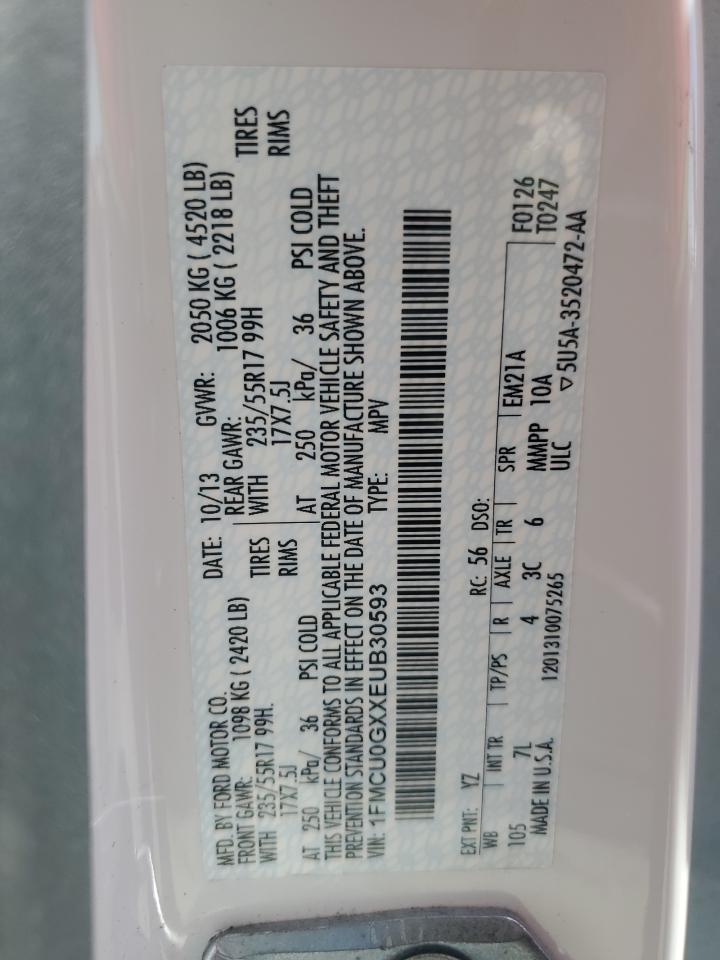 MFD. BY FORD MOTOR CO. DATE: 10/13 GVWR: 2050 KG ( 4520 LB)
FRONT GAWR: 1098 KG ( 2420 LB) REAR GAWR: 1006 KG ( 2218 LB)
WITH 235/55R17 99H. TIRES WITH 235/55R17 99H TIRES
17X7.5J RIMS 17X7.5J RIMS
AT 250 kPa/ 36 PSI COLD AT 250 kPa/ 36 PSI COLD
THIS VEHICLE CONFORMS TO ALL APPLICABLE FEDERAL MOTOR VEHICLE SAFETY AND THEFT
PREVENTION STANDARDS IN EFFECT ON THE DATE OF MANUFACTURE SHOWN ABOVE.
VIN: 1FMCU0GXXEUB30593 TYPE: MPV
EXT PNT: YZ RC: 56 DSO:
WB INT TR TP/PS R AXLE TR SPR EM21A F0126
105 7L 4 3C 6 MMPP 10A T0247
MADE IN U.S.A. 1201310075265 ULC ▽5U5A-3520472-AA